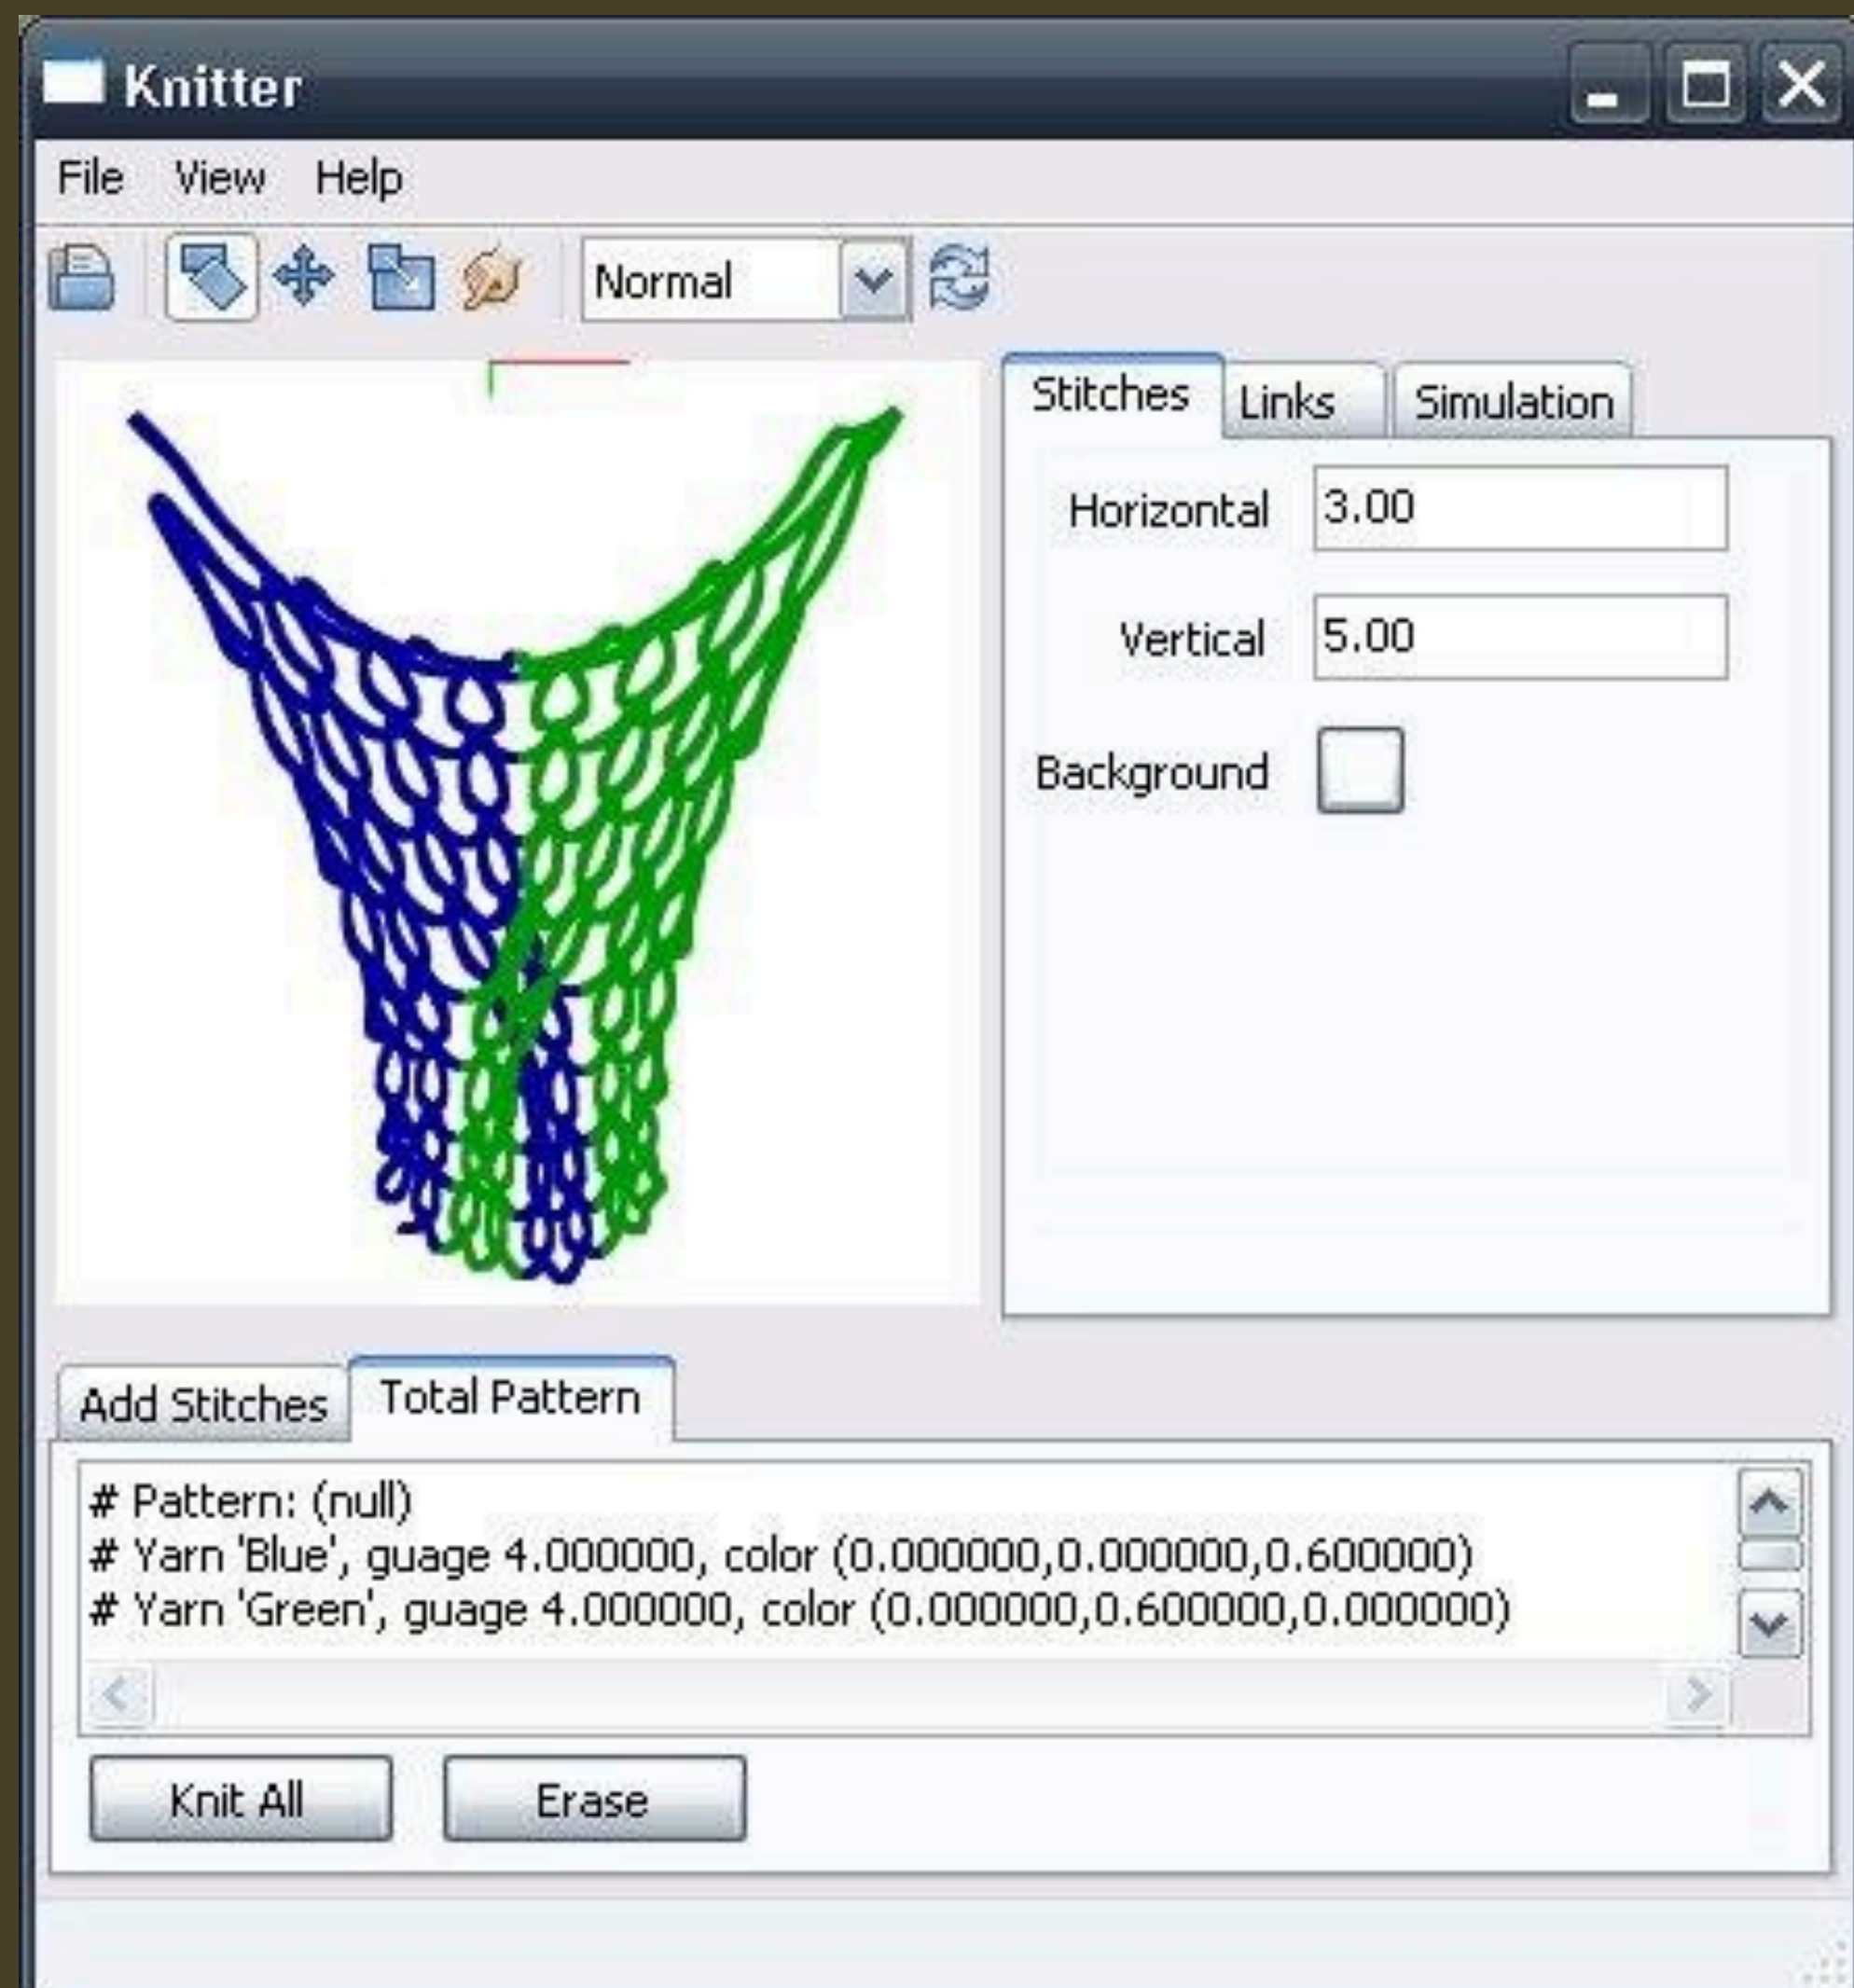 Knitter
File View Help
Normal
Stitches Links Simulation
Horizontal 3.00
Vertical 5.00
Background
Add Stitches Total Pattern
# Pattern: (null)
# Yarn 'Blue', guage 4.000000, color (0.000000,0.000000,0.600000)
# Yarn 'Green', guage 4.000000, color (0.000000,0.600000,0.000000)
Knit All Erase